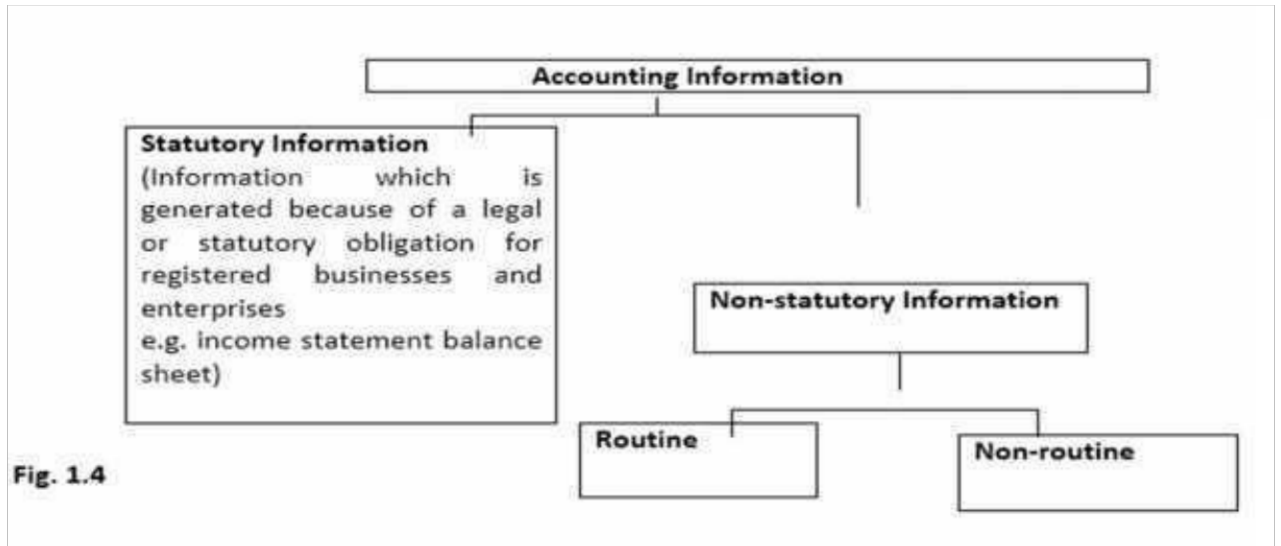 Accounting Information
Statutory Information
(Information which is
generated because of a legal
or statutory obligation for
registered businesses and
enterprises
e.g. income statement balance
sheet)
Non-statutory Information
Routine
Non-routine
Fig. 1.4